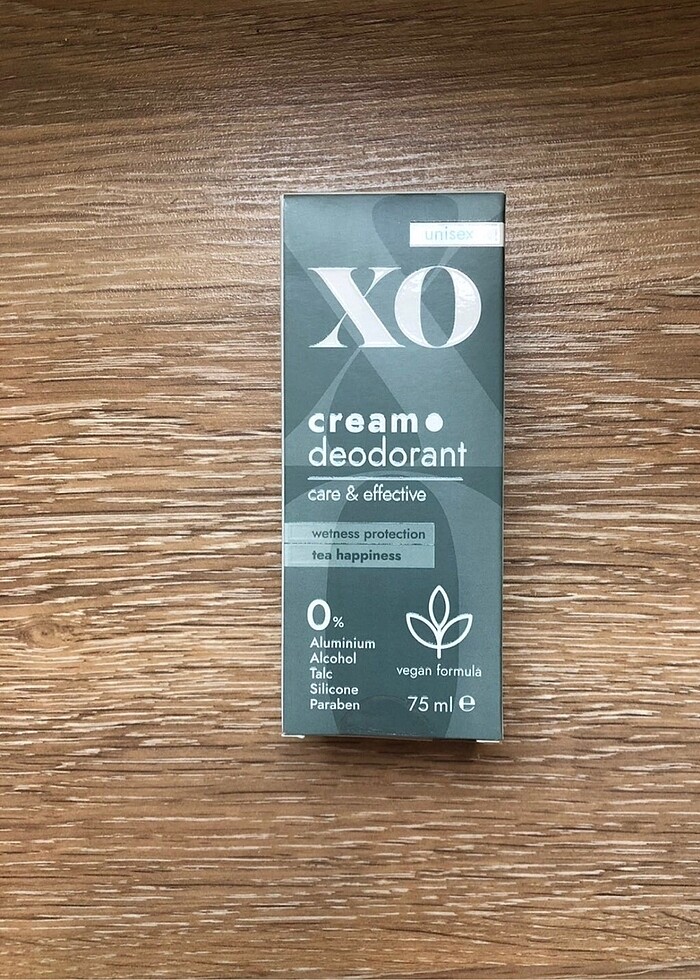 unisex
XO
cream
deodorant
care & effective
wetness protection
tea happiness
0%
Aluminium
Alcohol
Talc
Silicone
Paraben
vegan formula
75 ml ℮